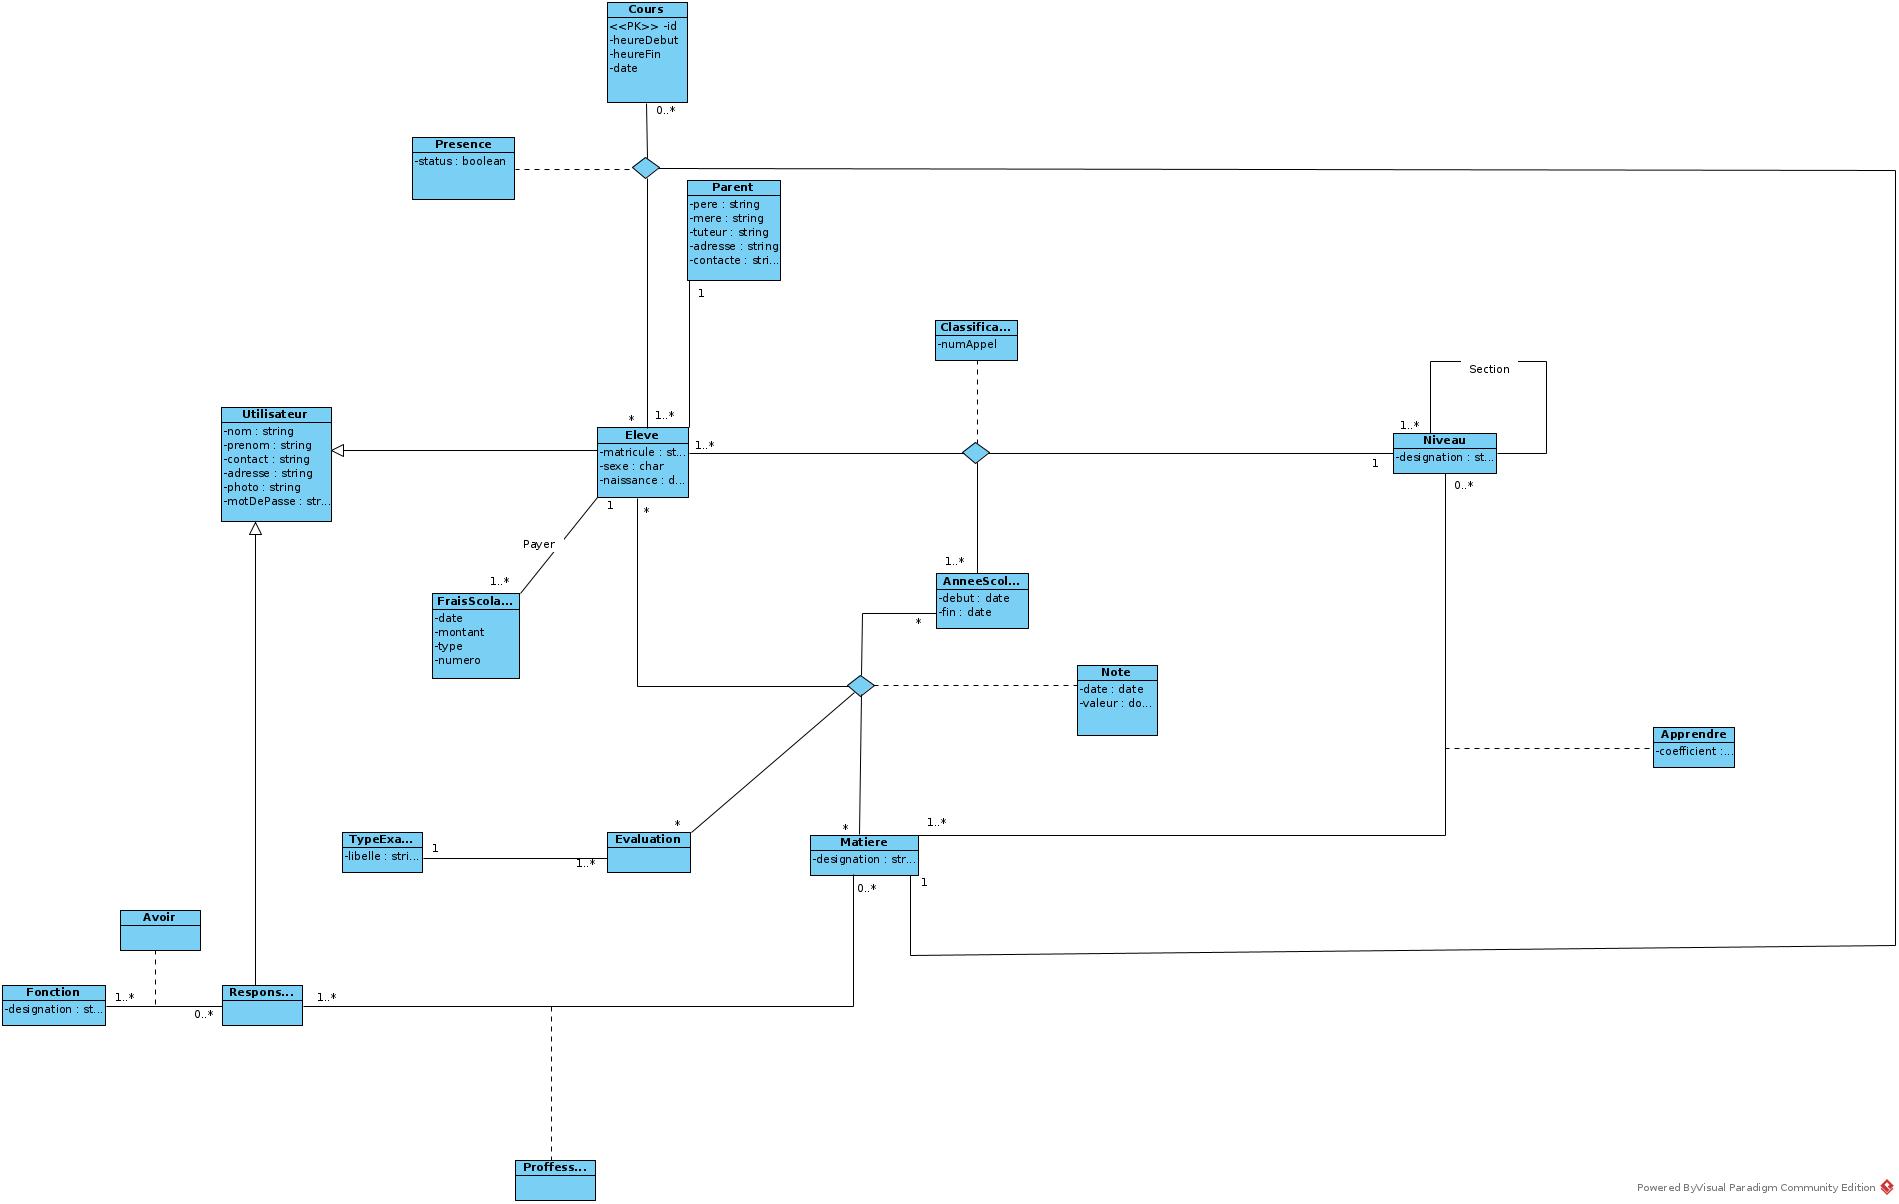 Cours
<<PK>> -id
-heureDebut
-heureFin
-date
0..*
Presence
-status : boolean
Parent
-pere : string
-mere : string
-tuteur : string
-adresse : string
-contacte : stri...
1
Classifica...
-numAppel
Section
1..*
Niveau
-designation : st...
1
0..*
Utilisateur
-nom : string
-prenom : string
-contact : string
-adresse : string
-photo : string
-motDePasse : str...
*
1..*
Eleve
-matricule : st...
-sexe : char
-naissance : d...
1..*
1
*
Payer
1..*
FraisScola...
-date
-montant
-type
-numero
1..*
AnneeScol...
-debut : date
-fin : date
*
Note
-date : date
-valeur : do...
Apprendre
-coefficient :...
TypeExa...
-libelle : stri...
1
1..*
*
Evaluation
*
1..*
Matiere
-designation : str...
0..*
1
Avoir
Fonction
-designation : st...
1..*
0..*
Respons...
1..*
Proffess...
Powered ByVisual Paradigm Community Edition